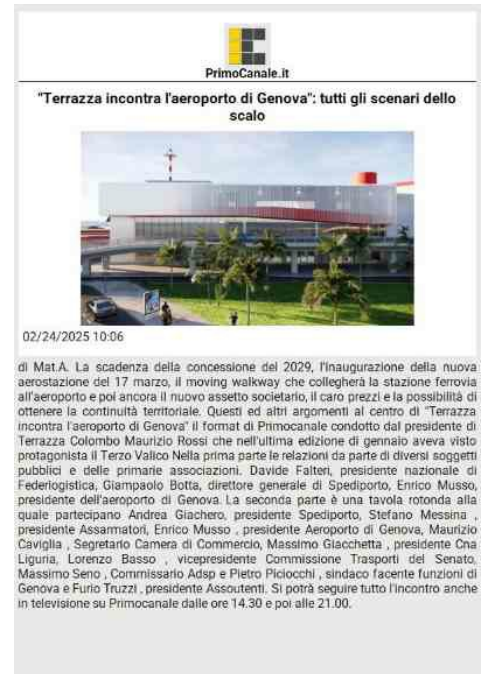 PrimoCanale.it
"Terrazza incontra l'aeroporto di Genova": tutti gli scenari dello
scalo
02/24/2025 10:06
di Mat.A. La scadenza della concessione del 2029, l'inaugurazione della nuova
aerostazione del 17 marzo, il moving walkway che collegherà la stazione ferrovia
all'aeroporto e poi ancora il nuovo assetto societario, il caro prezzi e la possibilità di
ottenere la continuità territoriale. Questi ed altri argomenti al centro di "Terrazza
incontra l'aeroporto di Genova" il format di Primocanale condotto dal presidente di
Terrazza Colombo Maurizio Rossi che nell'ultima edizione di gennaio aveva visto
protagonista il Terzo Valico Nella prima parte le relazioni da parte di diversi soggetti
pubblici e delle primarie associazioni. Davide Falteri, presidente nazionale di
Federlogistica, Giampaolo Botta, direttore generale di Spediporto, Enrico Musso,
presidente dell'aeroporto di Genova. La seconda parte è una tavola rotonda alla
quale partecipano Andrea Giachero, presidente Spediporto, Stefano Messina ,
presidente Assarmatori, Enrico Musso , presidente Aeroporto di Genova, Maurizio
Caviglia , Segretario Camera di Commercio, Massimo Giacchetta , presidente Cna
Liguria, Lorenzo Basso , vicepresidente Commissione Trasporti del Senato,
Massimo Seno , Commissario Adsp e Pietro Piciocchi , sindaco facente funzioni di
Genova e Furio Truzzi , presidente Assoutenti. Si potrà seguire tutto l'incontro anche
in televisione su Primocanale dalle ore 14.30 e poi alle 21.00.